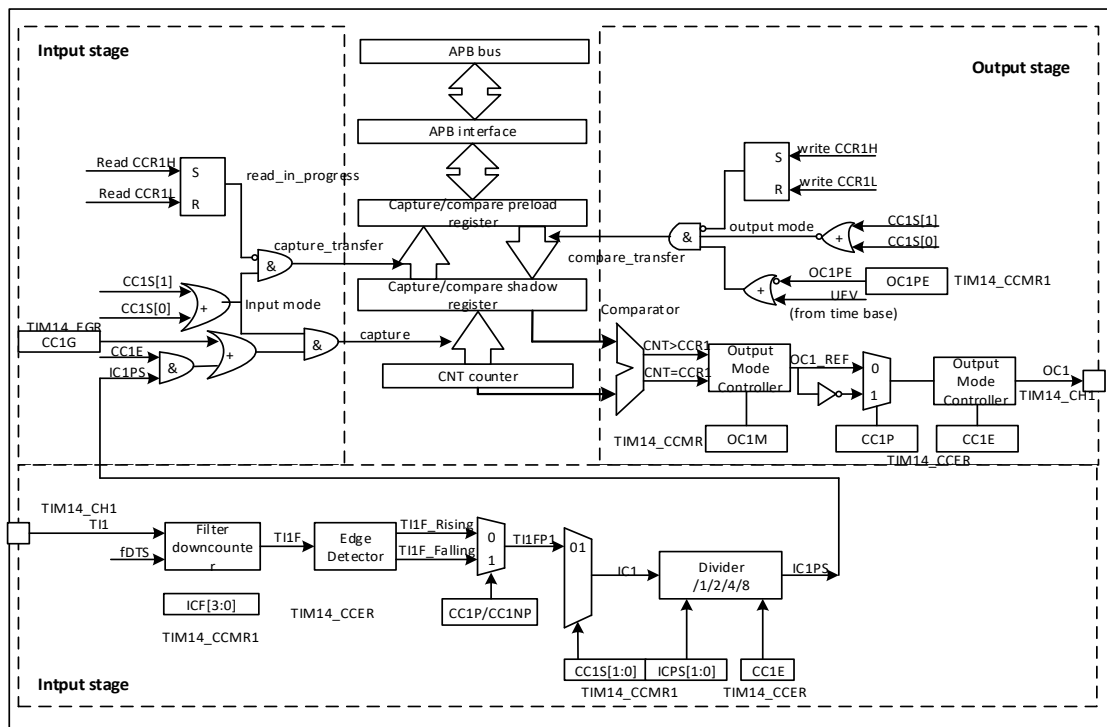 Intput stage
APB bus
Output stage
APB interface
Read CCR1H
S
read_in_progress
Read CCR1L
R
S
write CCR1H
R
write CCR1L
Capture/compare preload
register
capture_transfer
&
&
output mode
+
CC1S[1]
CC1S[0]
compare_transfer
CC1S[1]
Input mode
CC1S[0]
+
Capture/compare shadow
register
+
OC1PE
OC1PE
TIM14_CCMR1
UEV
(from time base)
TIM14_EGR
CC1G
CC1E
IC1PS
&
+
&
capture
CNT counter
Comparator
CNT>CCR1
CNT=CCR1
Output
Mode
Controller
OC1_REF
0
1
Output
Mode
Controller
OC1
TIM14_CH1
TIM14_CCMR
OC1M
CC1P
CC1E
TIM14_CCER
TIM14_CH1
TI1
fDTS
Filter
downcounte
r
TI1F
Edge
Detector
TI1F_Rising
TI1F_Falling
0
1
TI1FP1
01
IC1
Divider
/1/2/4/8
IC1PS
ICF[3:0]
TIM14_CCMR1
TIM14_CCER
CC1P/CC1NP
CC1S[1:0]
ICPS[1:0]
CC1E
TIM14_CCMR1
TIM14_CCER
Intput stage